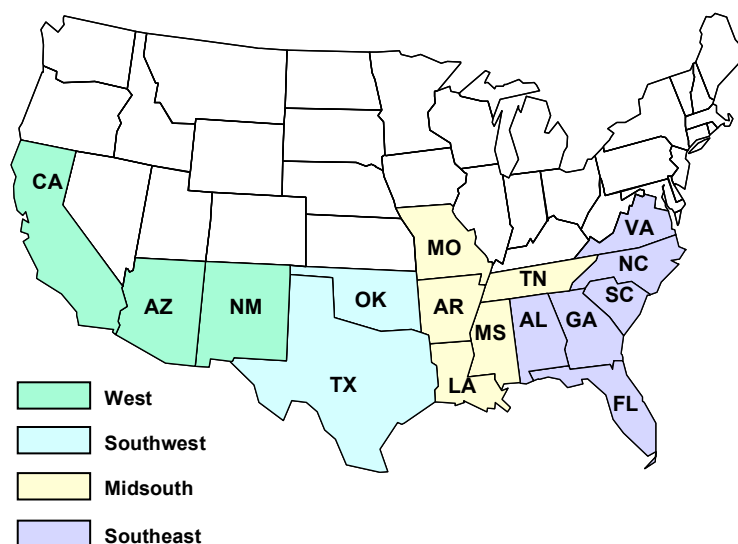 CA
AZ
NM
OK
TX
MO
AR
LA
MS
TN
AL
GA
FL
SC
NC
VA
West
Southwest
Midsouth
Southeast